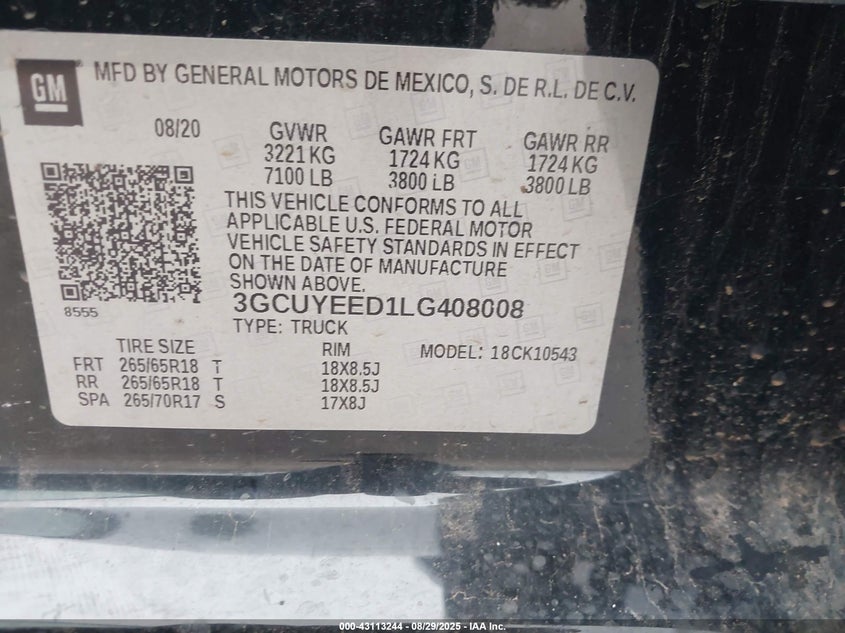 GM MFD BY GENERAL MOTORS DE MEXICO, S. DE R.L. DE C.V.
08/20 GVWR GAWR FRT GAWR RR
3221 KG 1724 KG 1724 KG
7100 LB 3800 LB 3800 LB
THIS VEHICLE CONFORMS TO ALL
APPLICABLE U.S. FEDERAL MOTOR
VEHICLE SAFETY STANDARDS IN EFFECT
ON THE DATE OF MANUFACTURE
SHOWN ABOVE.
8555 3GCUYEED1LG408008
TYPE: TRUCK
TIRE SIZE RIM MODEL: 18CK10543
FRT 265/65R18 T 18X8.5J
RR 265/65R18 T 18X8.5J
SPA 265/70R17 S 17X8J
000-43113244 - 08/29/2025 - IAA Inc.